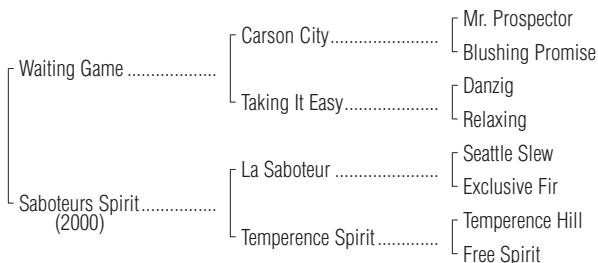 Mr. Prospector
Carson City.......................
Blushing Promise
Waiting Game ...................
Danzig
Taking It Easy....................
Relaxing
Seattle Slew
La Saboteur ......................
Exclusive Fir
Saboteurs Spirit................
(2000)
Temperence Hill
Temperence Spirit.............
Free Spirit